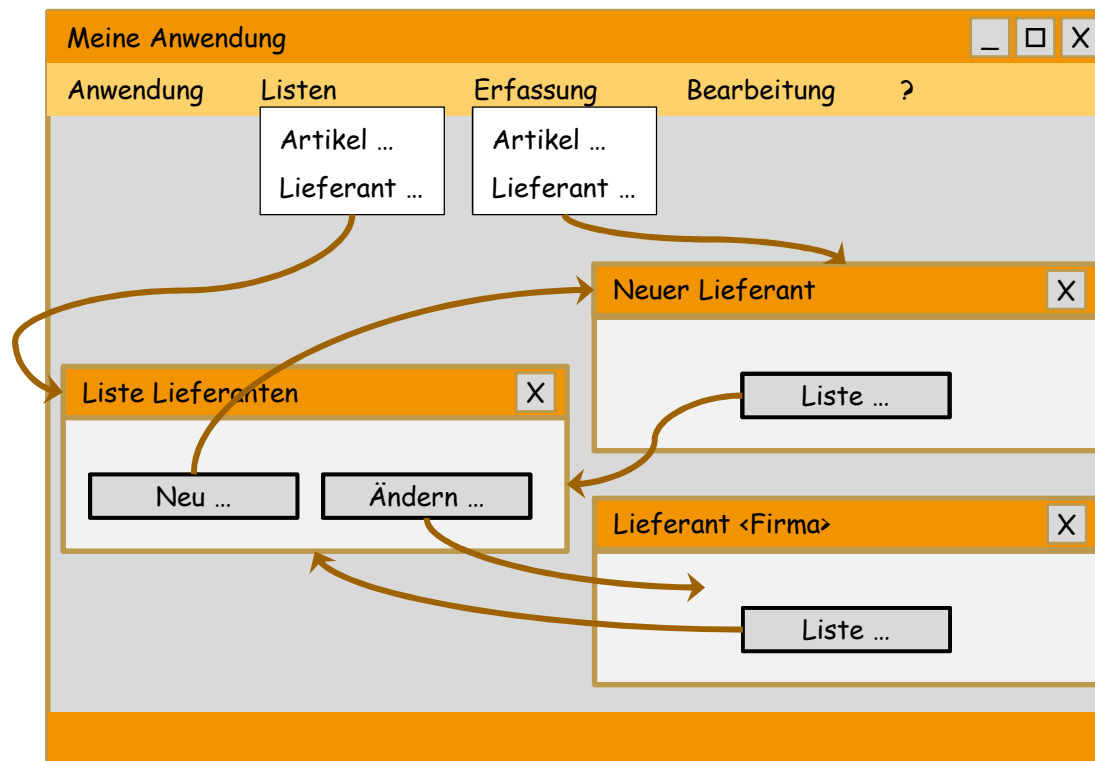 Meine Anwendung _ □ X
Anwendung Listen Erfassung Bearbeitung ?
Artikel … Artikel …
Lieferant … Lieferant …
Neuer Lieferant X
Liste …
Liste Lieferanten X
Neu … Ändern …
Lieferant <Firma> X
Liste …